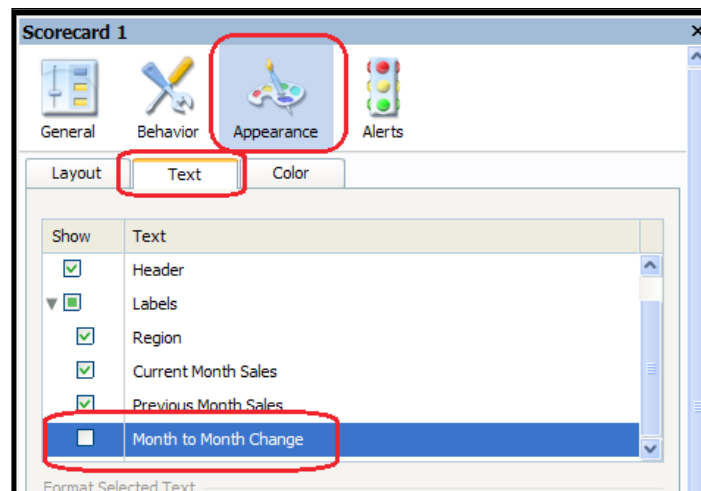 Scorecard 1
General Behavior Appearance Alerts
Layout Text Color
Show Text
Header
Labels
Region
Current Month Sales
Previous Month Sales
Month to Month Change
Format Selected Text